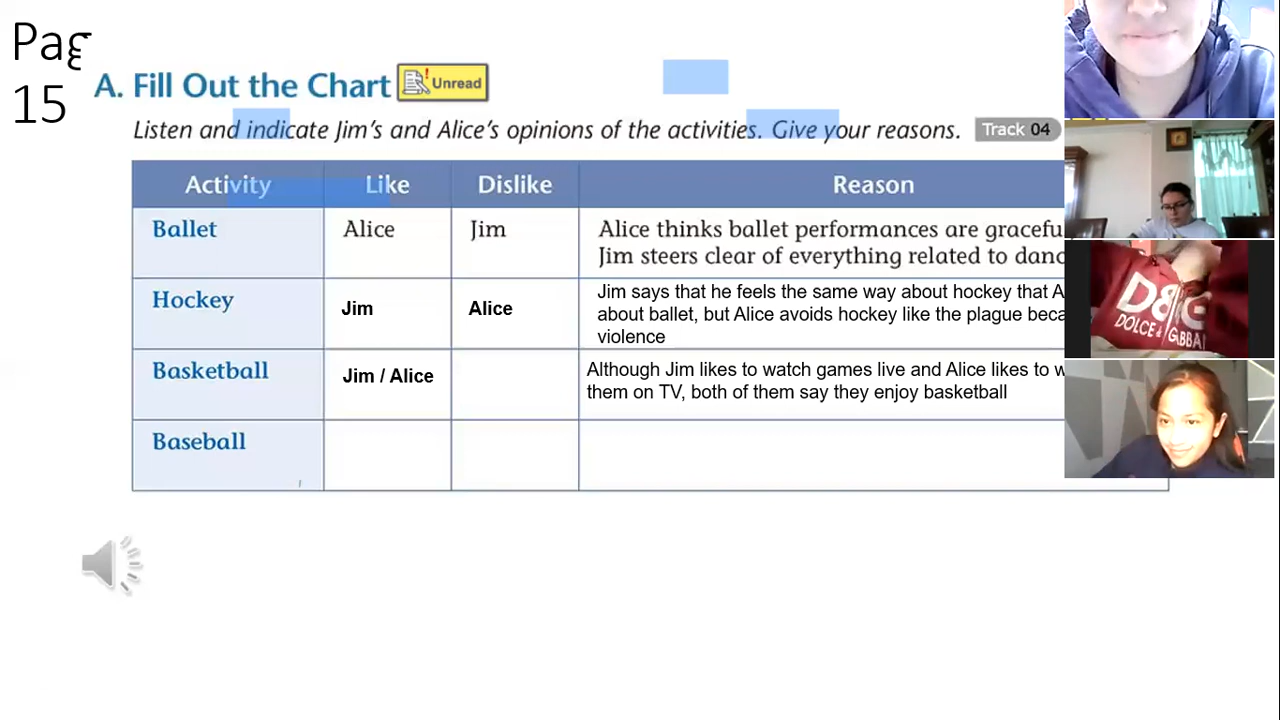 Pag
15
A. Fill Out the Chart
Unread
Listen and indicate Jim's and Alice's opinions of the activities. Give your reasons. Track 04
Activity Like Dislike Reason
Ballet Alice Jim Alice thinks ballet performances are
Jim steers clear of everything related to
Hockey Jim Alice Jim says that he feels the same way about hockey that
about ballet, but Alice avoids hockey like the plague
violence
Basketball Jim / Alice Although Jim likes to watch games live and Alice likes to
them on TV, both of them say they enjoy basketball
Baseball
D&G
DOLCE & GABBA